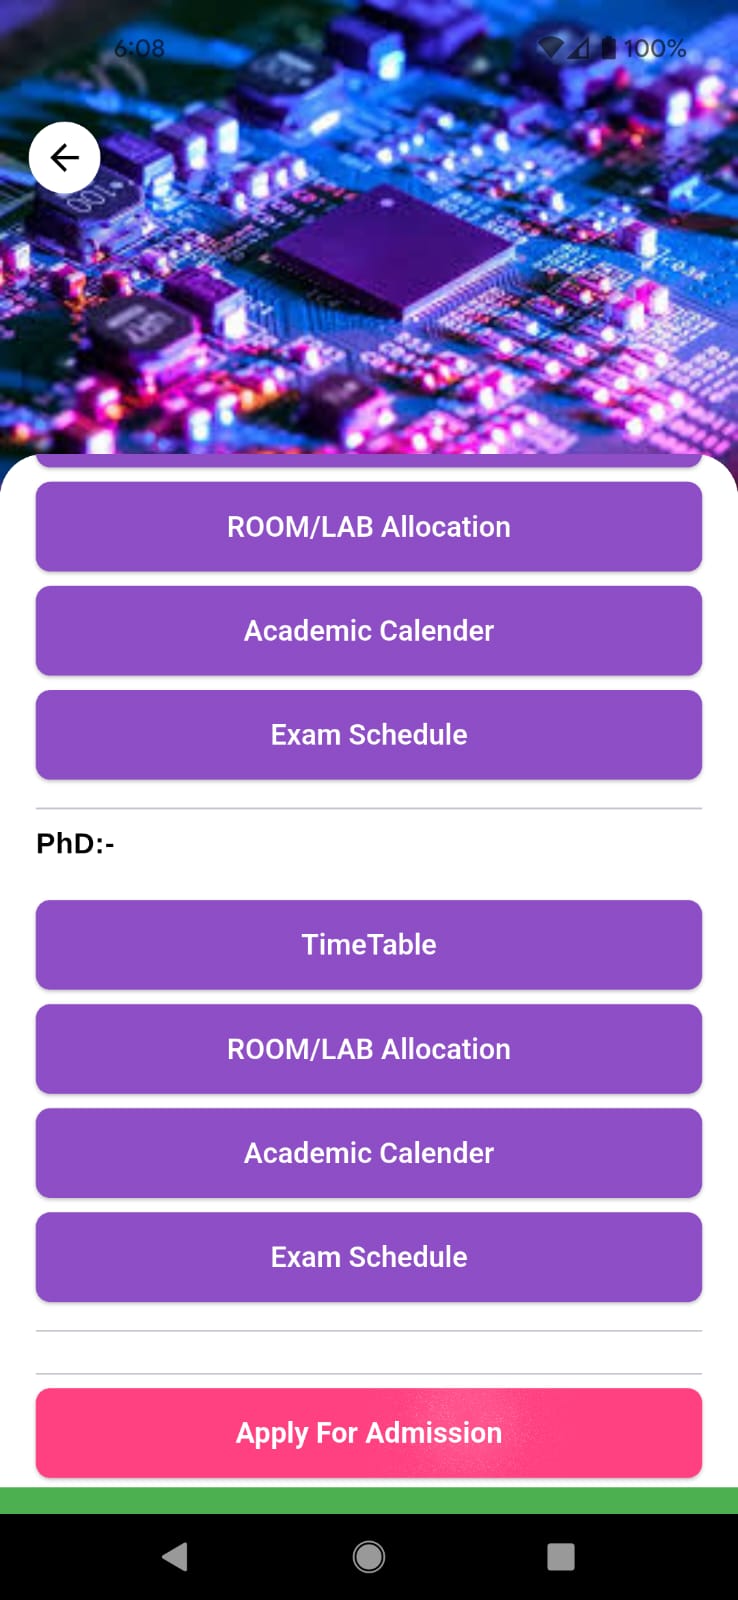 6:08
100%
ROOM/LAB Allocation
Academic Calender
Exam Schedule
PhD:-
TimeTable
ROOM/LAB Allocation
Academic Calender
Exam Schedule
Apply For Admission